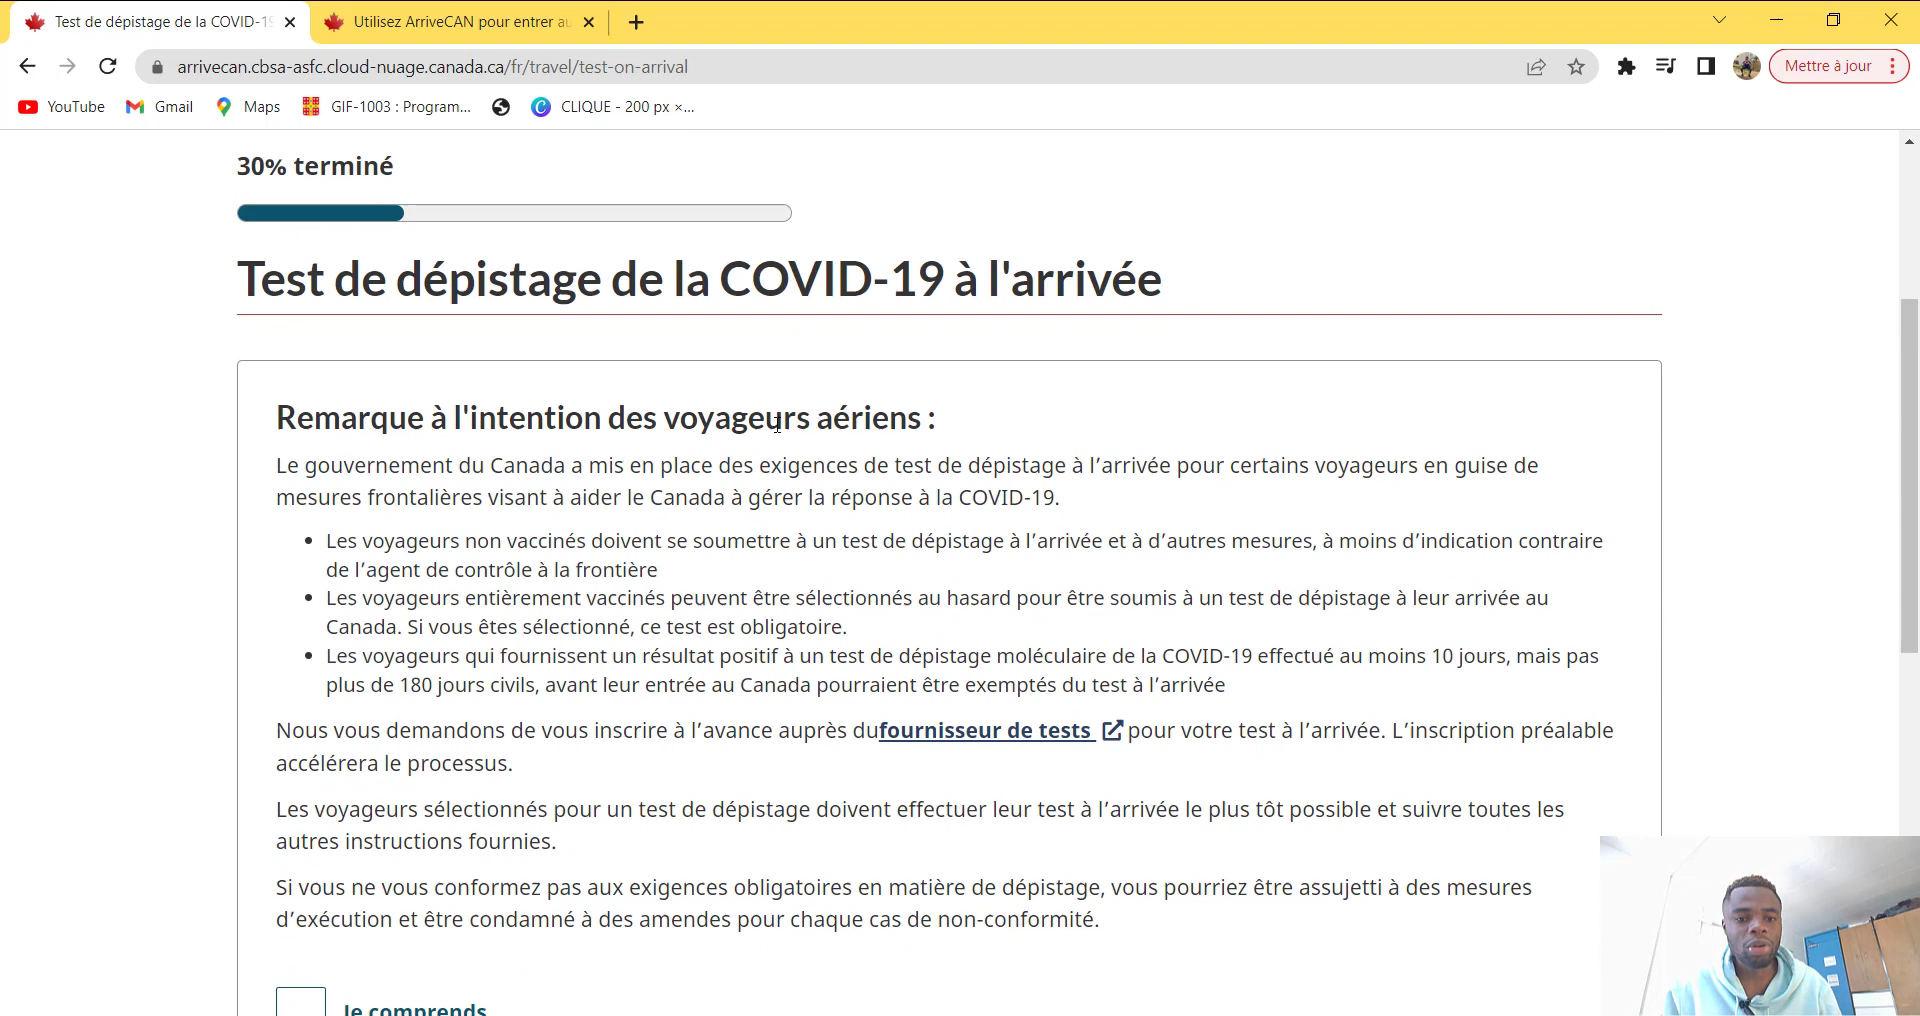 Test de dépistage de la COVID-19
Utilisez ArriveCAN pour entrer au
arrivecan.cbsa-asfc.cloud-nuage.canada.ca/fr/travel/test-on-arrival
Mettre à jour
YouTube
Gmail
Maps
GIF-1003 : Program...
CLIQUE - 200 px ×...
30% terminé
Test de dépistage de la COVID-19 à l'arrivée
Remarque à l'intention des voyageurs aériens :
Le gouvernement du Canada a mis en place des exigences de test de dépistage à l’arrivée pour certains voyageurs en guise de
mesures frontalières visant à aider le Canada à gérer la réponse à la COVID-19.
• Les voyageurs non vaccinés doivent se soumettre à un test de dépistage à l’arrivée et à d’autres mesures, à moins d’indication contraire
de l’agent de contrôle à la frontière
• Les voyageurs entièrement vaccinés peuvent être sélectionnés au hasard pour être soumis à un test de dépistage à leur arrivée au
Canada. Si vous êtes sélectionné, ce test est obligatoire.
• Les voyageurs qui fournissent un résultat positif à un test de dépistage moléculaire de la COVID-19 effectué au moins 10 jours, mais pas
plus de 180 jours civils, avant leur entrée au Canada pourraient être exemptés du test à l’arrivée
Nous vous demandons de vous inscrire à l’avance auprès dufournisseur de tests pour votre test à l’arrivée. L’inscription préalable
accélérera le processus.
Les voyageurs sélectionnés pour un test de dépistage doivent effectuer leur test à l’arrivée le plus tôt possible et suivre toutes les
autres instructions fournies.
Si vous ne vous conformez pas aux exigences obligatoires en matière de dépistage, vous pourriez être assujetti à des mesures
d’exécution et être condamné à des amendes pour chaque cas de non-conformité.
Je comprends